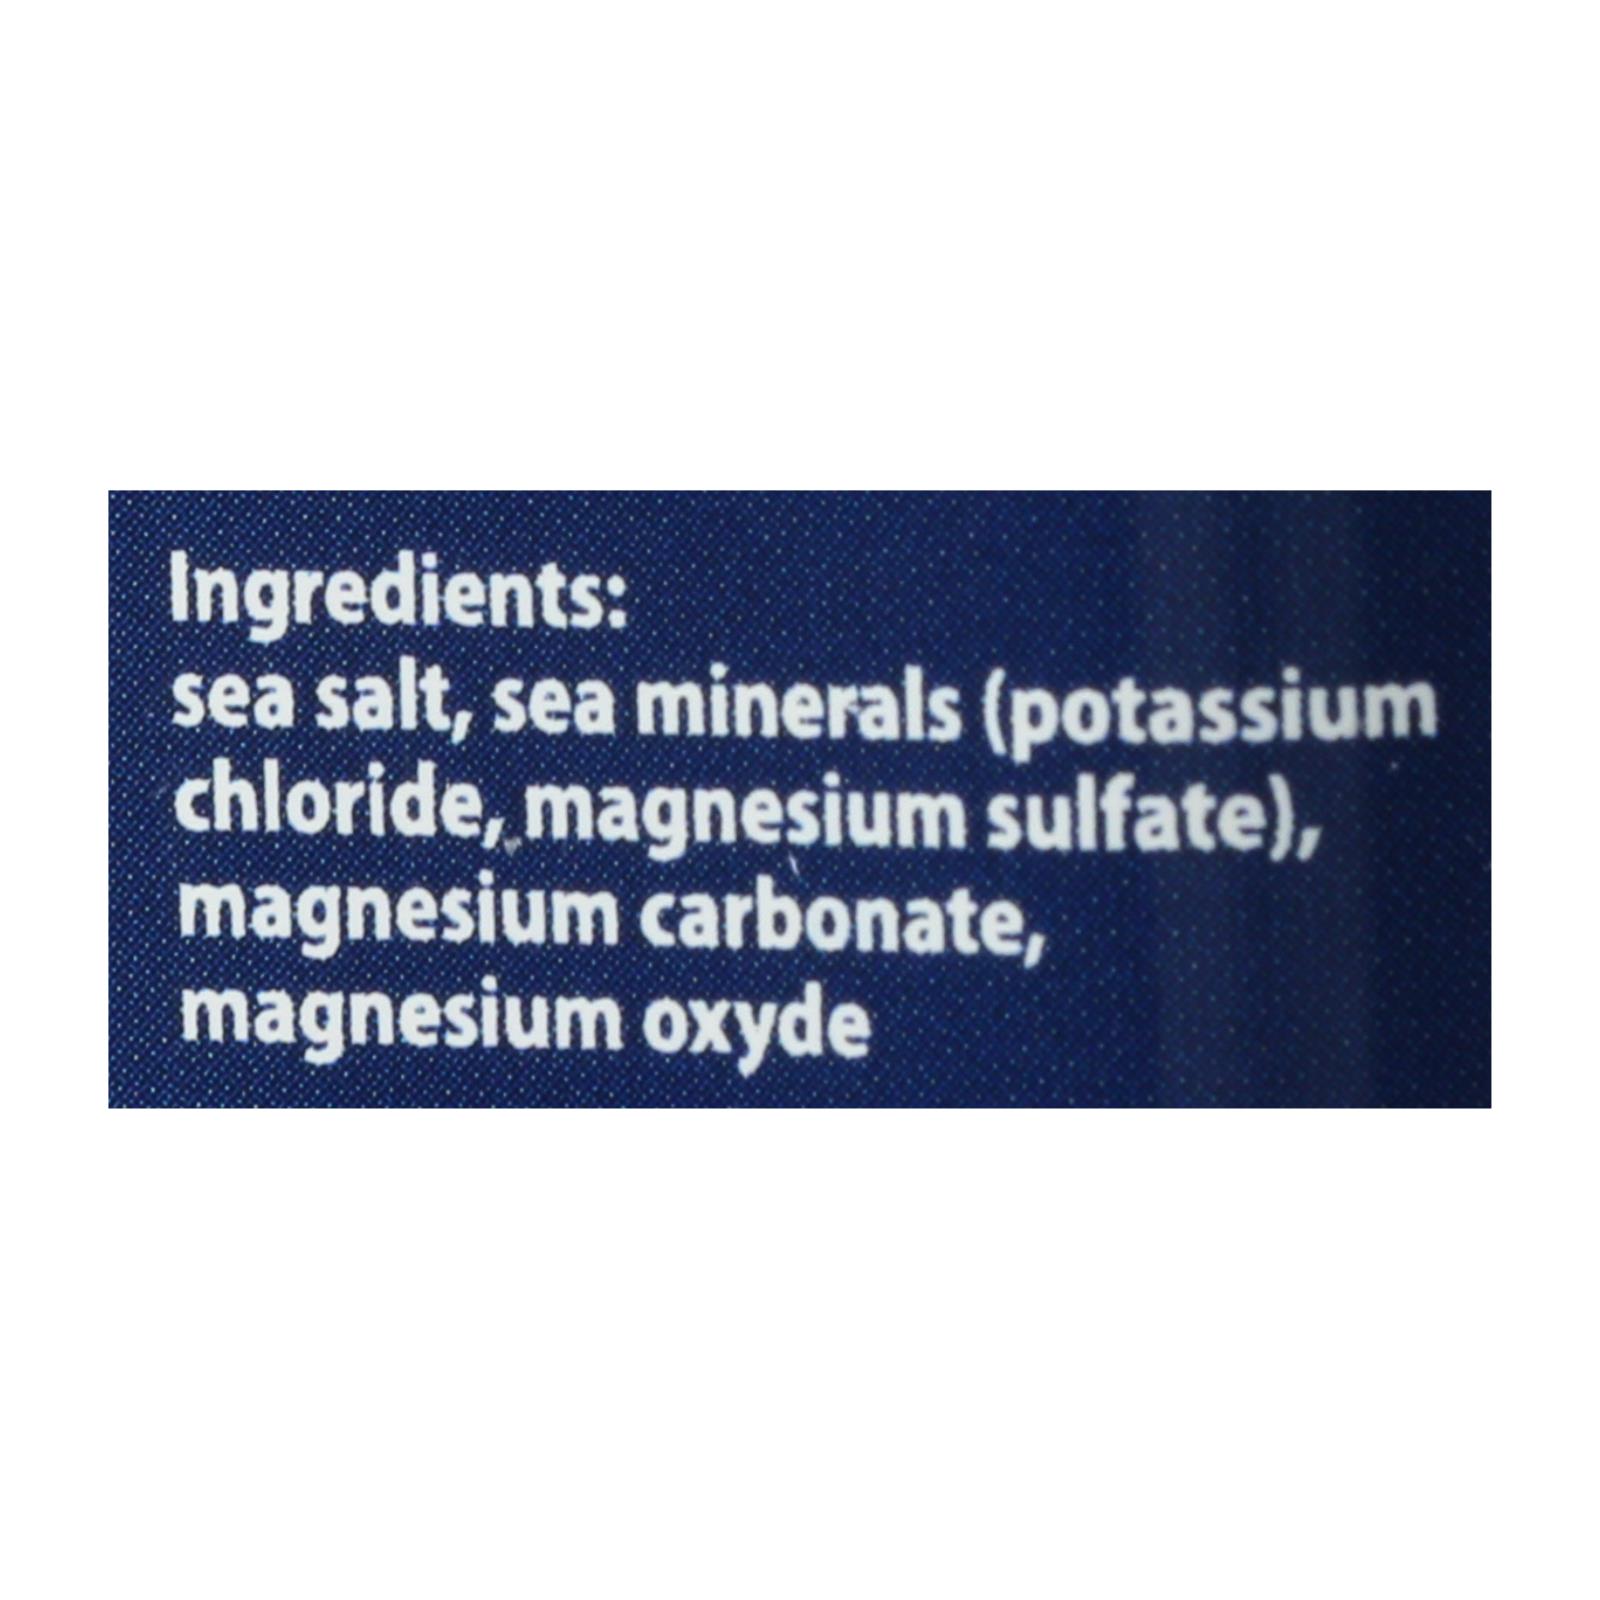 Ingredients:
sea salt, sea minerals (potassium
chloride, magnesium sulfate),
magnesium carbonate,
magnesium oxyde